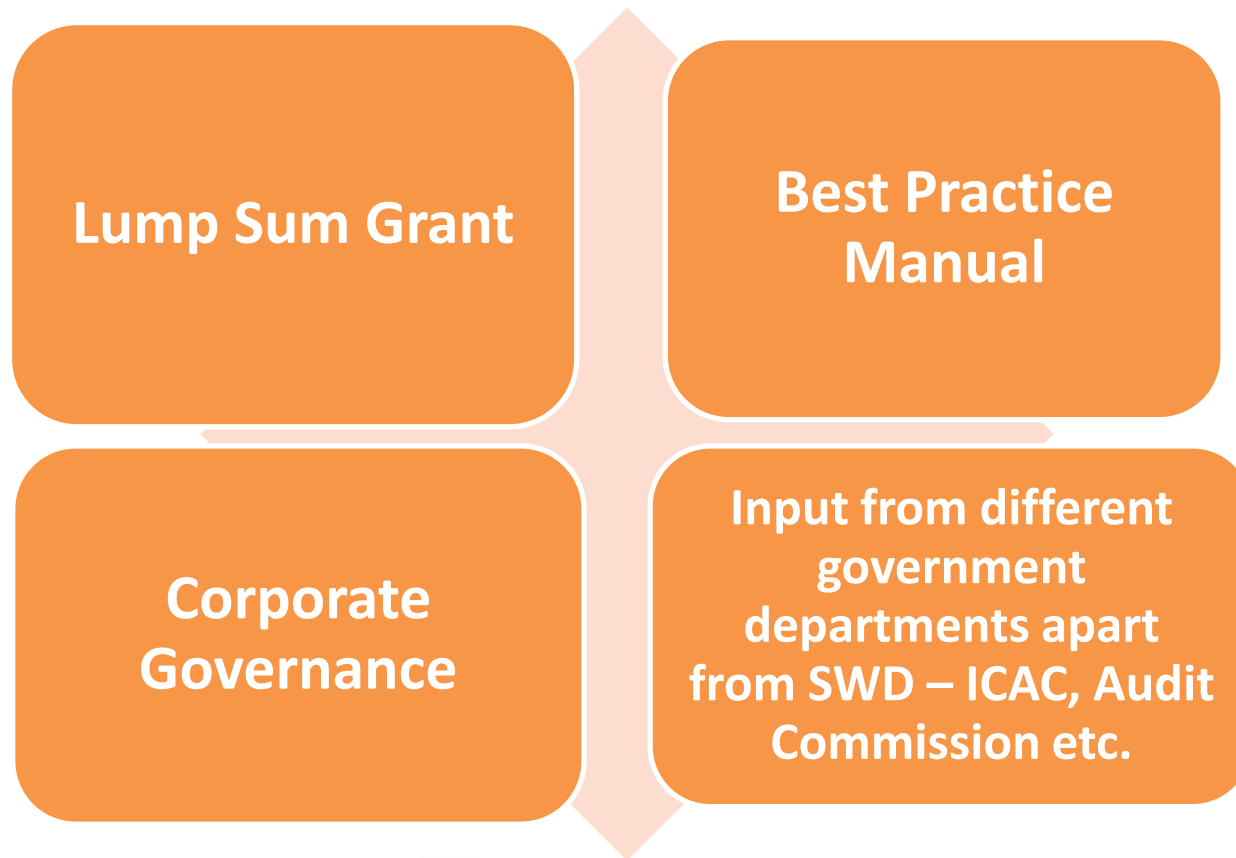 Lump Sum Grant
Best Practice
Manual
Corporate
Governance
Input from different
government
departments apart
from SWD – ICAC, Audit
Commission etc.